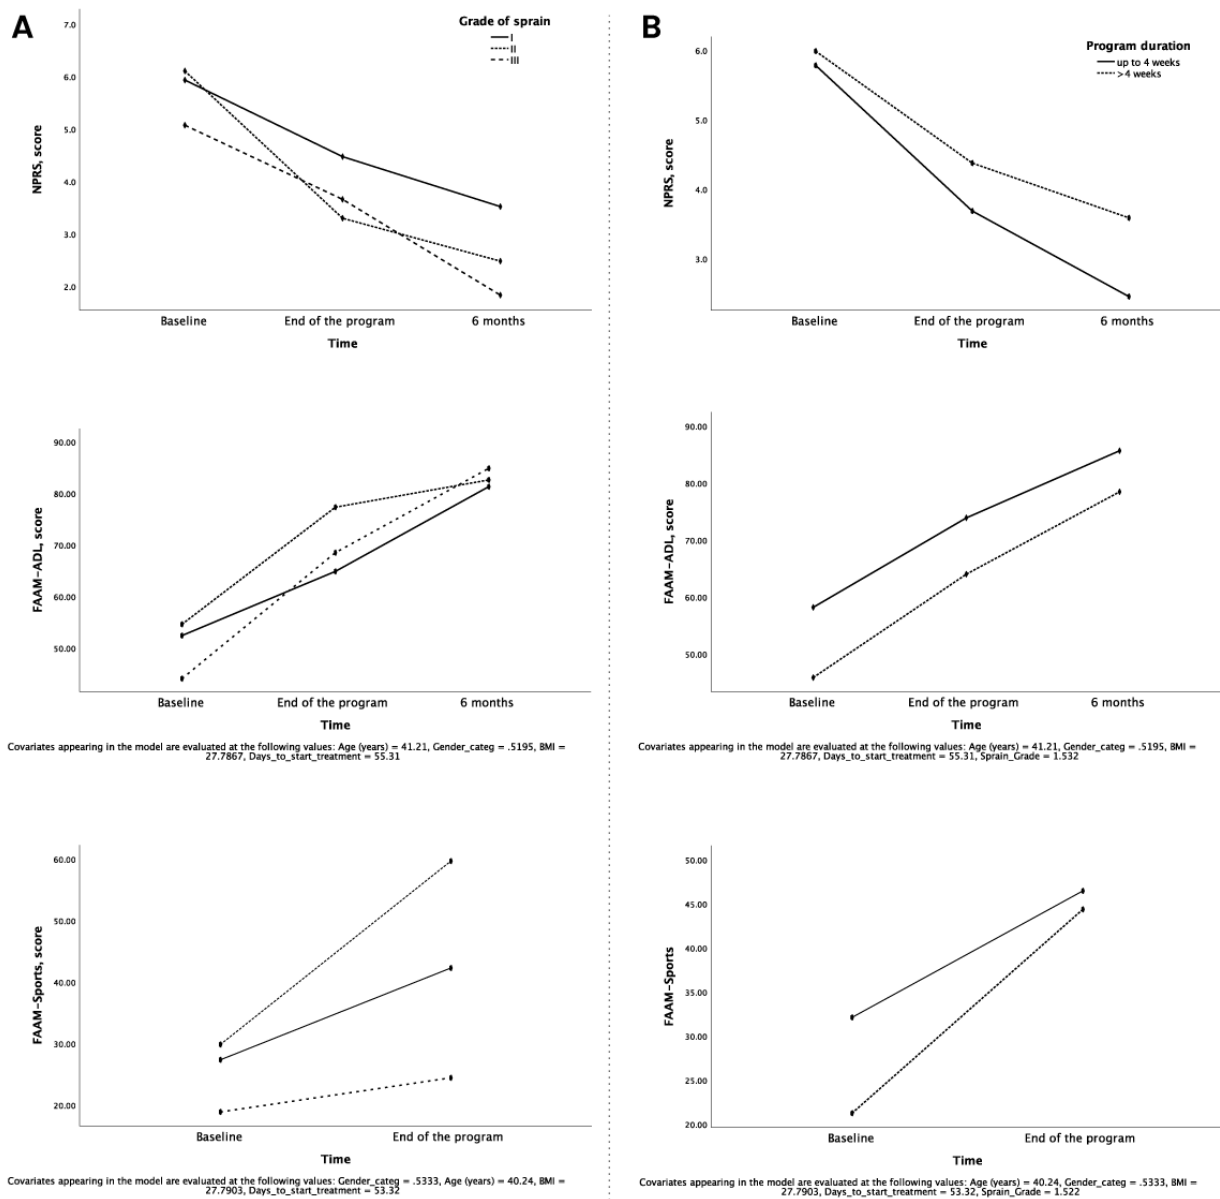 A
Grade of sprain
I
II
III
7.0
6.0
5.0
4.0
3.0
2.0
NPRS, score
Baseline
End of the program
6 months
Time
90.00
80.00
70.00
60.00
50.00
FAAM-ADL, score
Baseline
End of the program
6 months
Time
Covariates appearing in the model are evaluated at the following values: Age (years) = 41.21, Gender_categ = .5195, BMI =
27.7867, Days_to_start_treatment = 55.31
60.00
50.00
40.00
30.00
20.00
FAAM-Sports, score
Baseline
End of the program
Time
Covariates appearing in the model are evaluated at the following values: Gender_categ = .5333, Age (years) = 40.24, BMI =
27.7903, Days_to_start_treatment = 53.32
B
Program duration
up to 4 weeks
>4 weeks
6.0
5.0
4.0
3.0
NPRS, score
Baseline
End of the program
6 months
Time
90.00
80.00
70.00
60.00
50.00
FAAM-ADL, score
Baseline
End of the program
6 months
Time
Covariates appearing in the model are evaluated at the following values: Age (years) = 41.21, Gender_categ = .5195, BMI =
27.7867, Days_to_start_treatment = 55.31, Sprain_Grade = 1.532
50.00
45.00
40.00
35.00
30.00
25.00
20.00
FAAM-Sports
Baseline
End of the program
Time
Covariates appearing in the model are evaluated at the following values: Age (years) = 40.24, Gender_categ = .5333, BMI =
27.7903, Days_to_start_treatment = 53.32, Sprain_Grade = 1.522